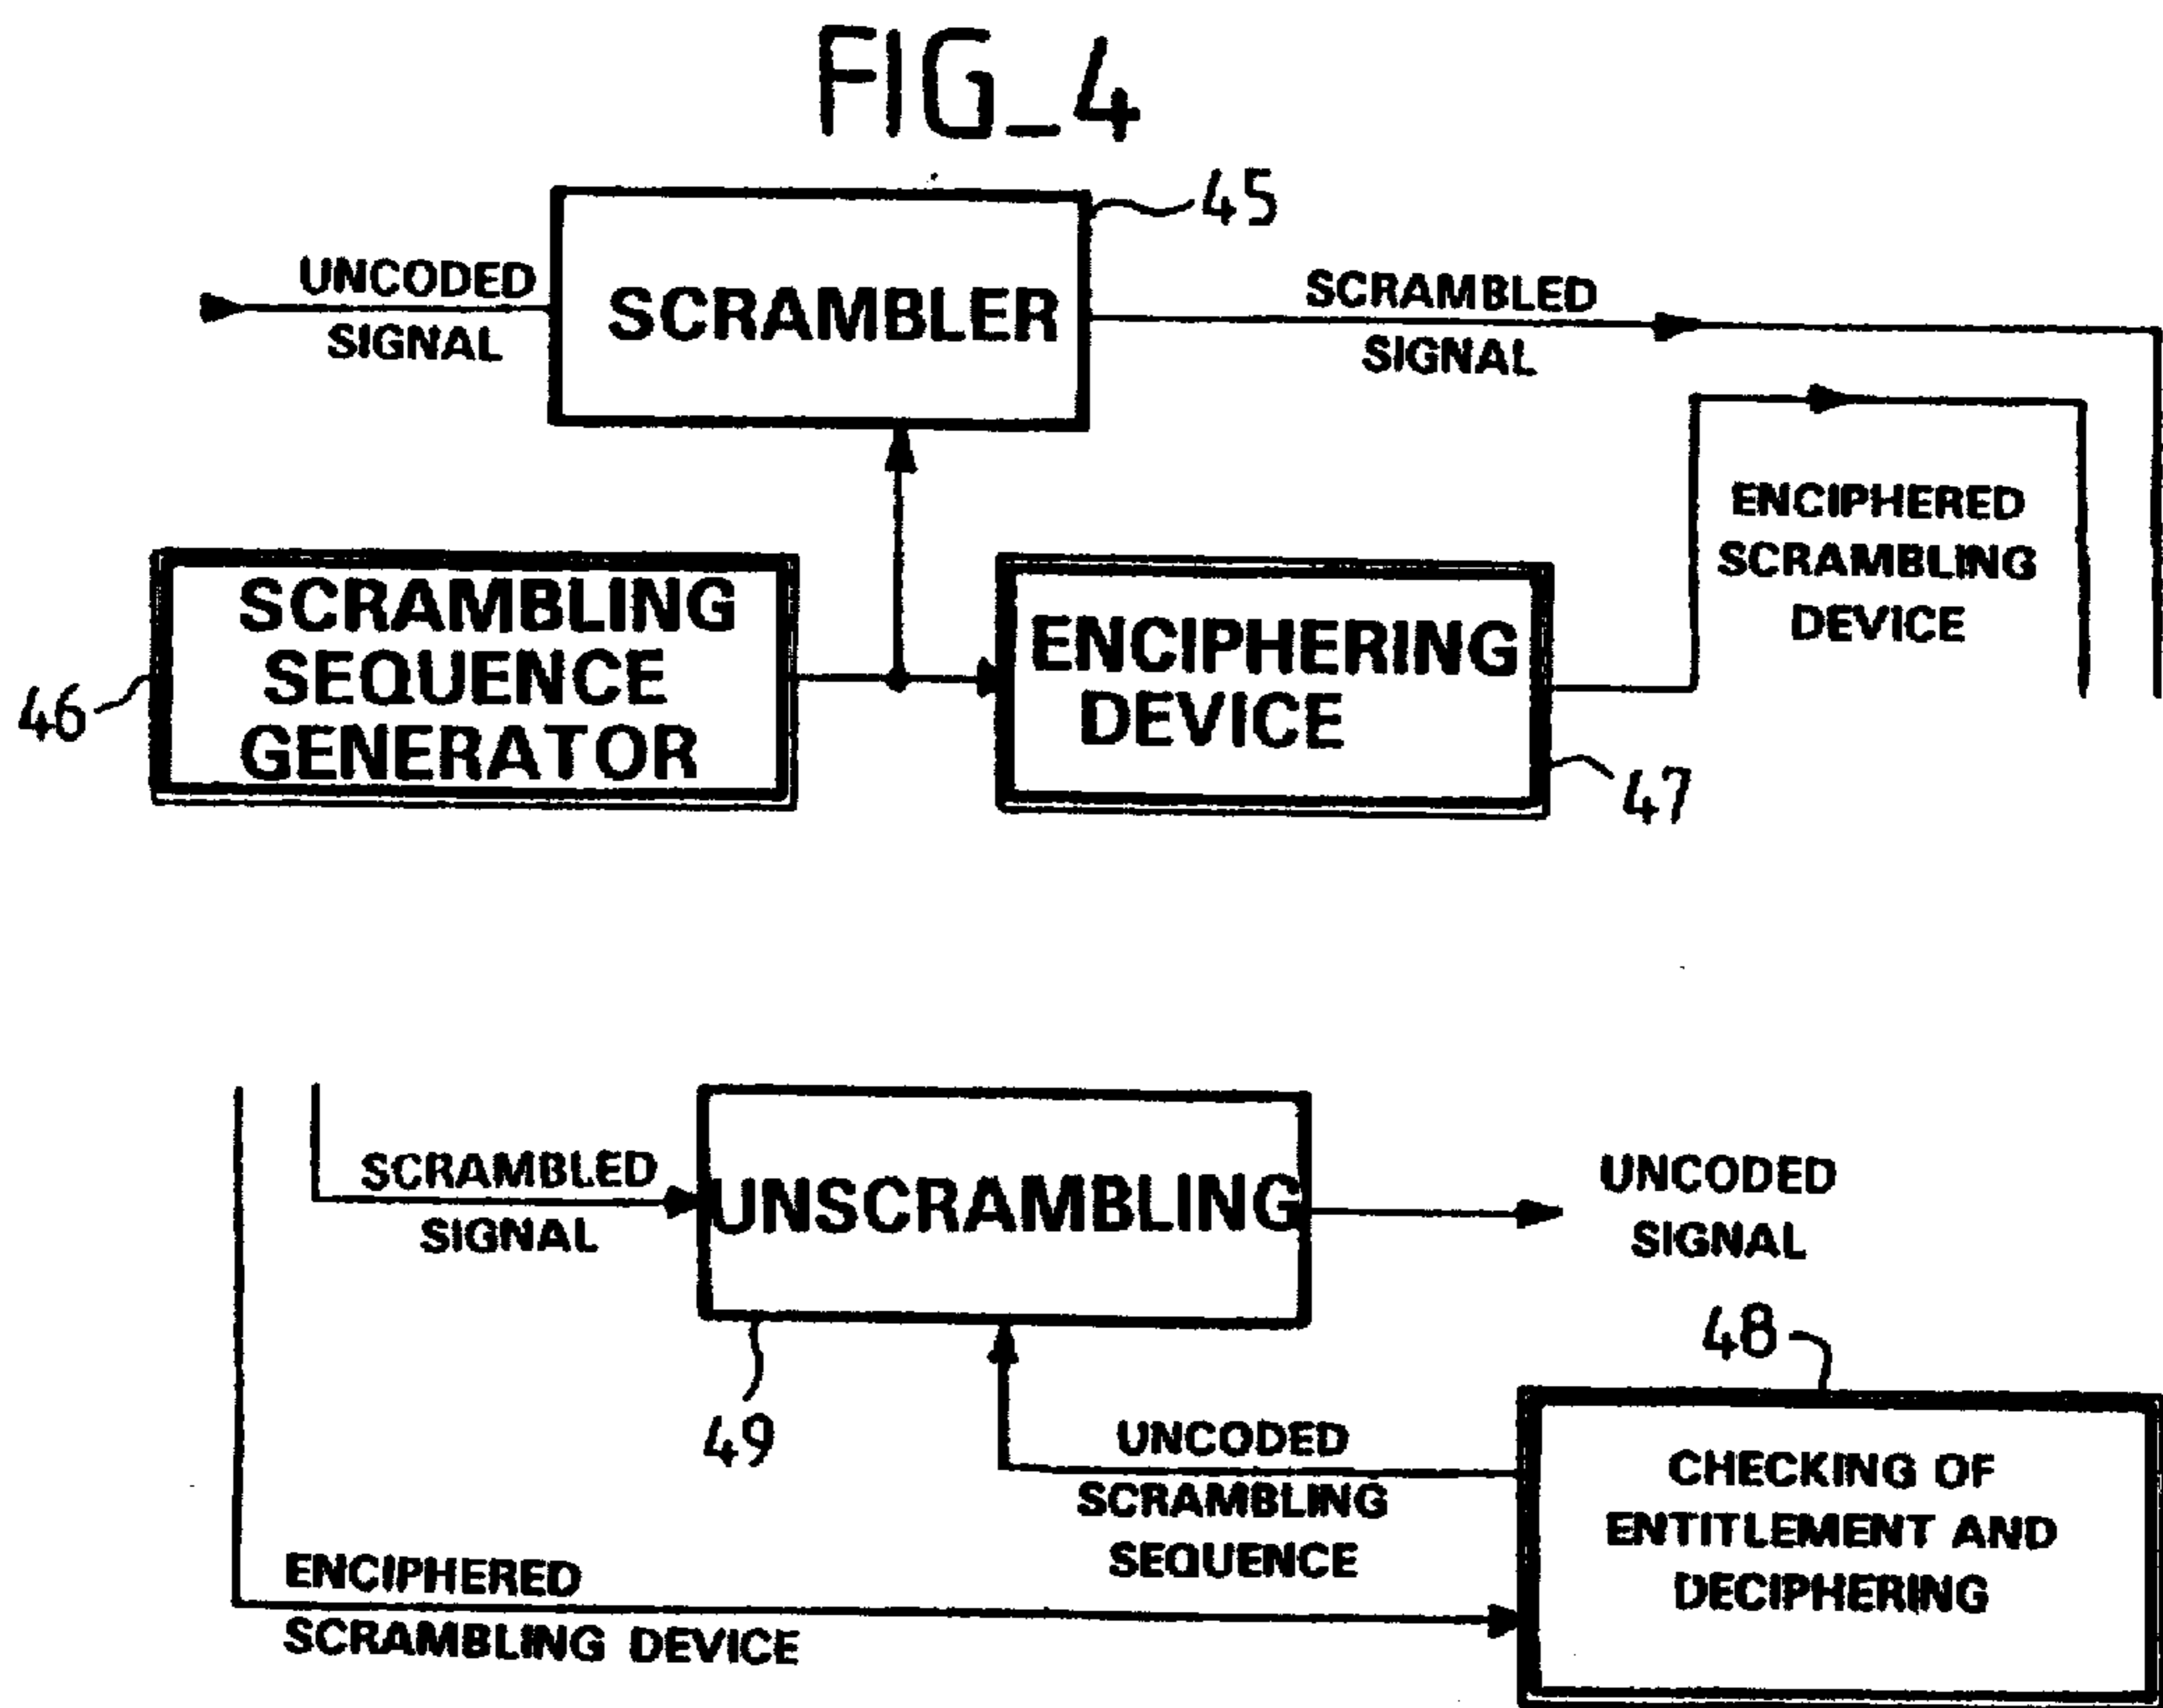 FIG_4
45
UNCODED
SIGNAL
SCRAMBLER
SCRAMBLED
SIGNAL
ENCIPHERED
SCRAMBLING
DEVICE
SCRAMBLING
SEQUENCE
GENERATOR
46
ENCIPHERING
DEVICE
47
SCRAMBLED
SIGNAL
UNSCRAMBLING
UNCODED
SIGNAL
49
48
UNCODED
SCRAMBLING
SEQUENCE
CHECKING OF
ENTITLEMENT AND
DECIPHERING
ENCIPHERED
SCRAMBLING DEVICE